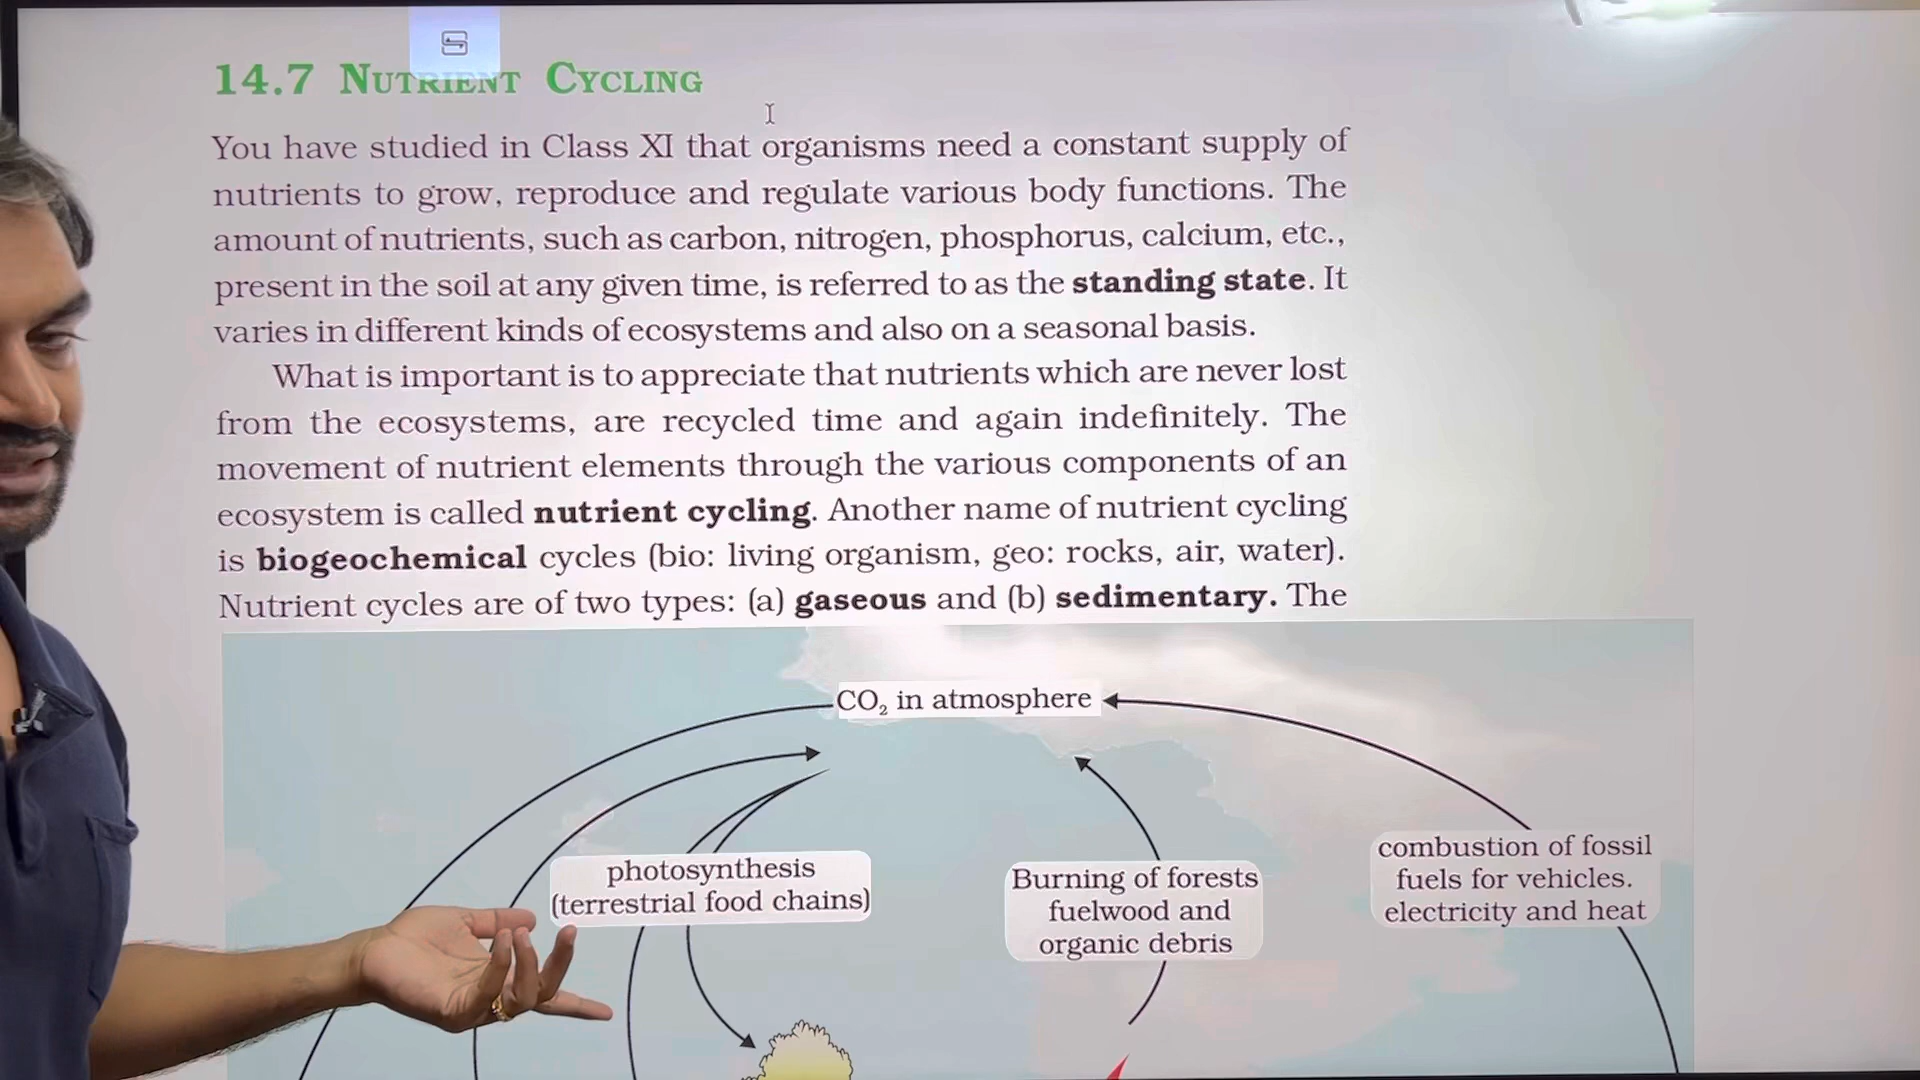 14.7 NUTRIENT CYCLING
You have studied in Class XI that organisms need a constant supply of
nutrients to grow, reproduce and regulate various body functions. The
amount of nutrients, such as carbon, nitrogen, phosphorus, calcium, etc.,
present in the soil at any given time, is referred to as the standing state. It
varies in different kinds of ecosystems and also on a seasonal basis.
What is important is to appreciate that nutrients which are never lost
from the ecosystems, are recycled time and again indefinitely. The
movement of nutrient elements through the various components of an
ecosystem is called nutrient cycling. Another name of nutrient cycling
is biogeochemical cycles (bio: living organism, geo: rocks, air, water).
Nutrient cycles are of two types: (a) gaseous and (b) sedimentary. The
CO₂ in atmosphere
photosynthesis
(terrestrial food chains)
Burning of forests
fuelwood and
organic debris
combustion of fossil
fuels for vehicles.
electricity and heat